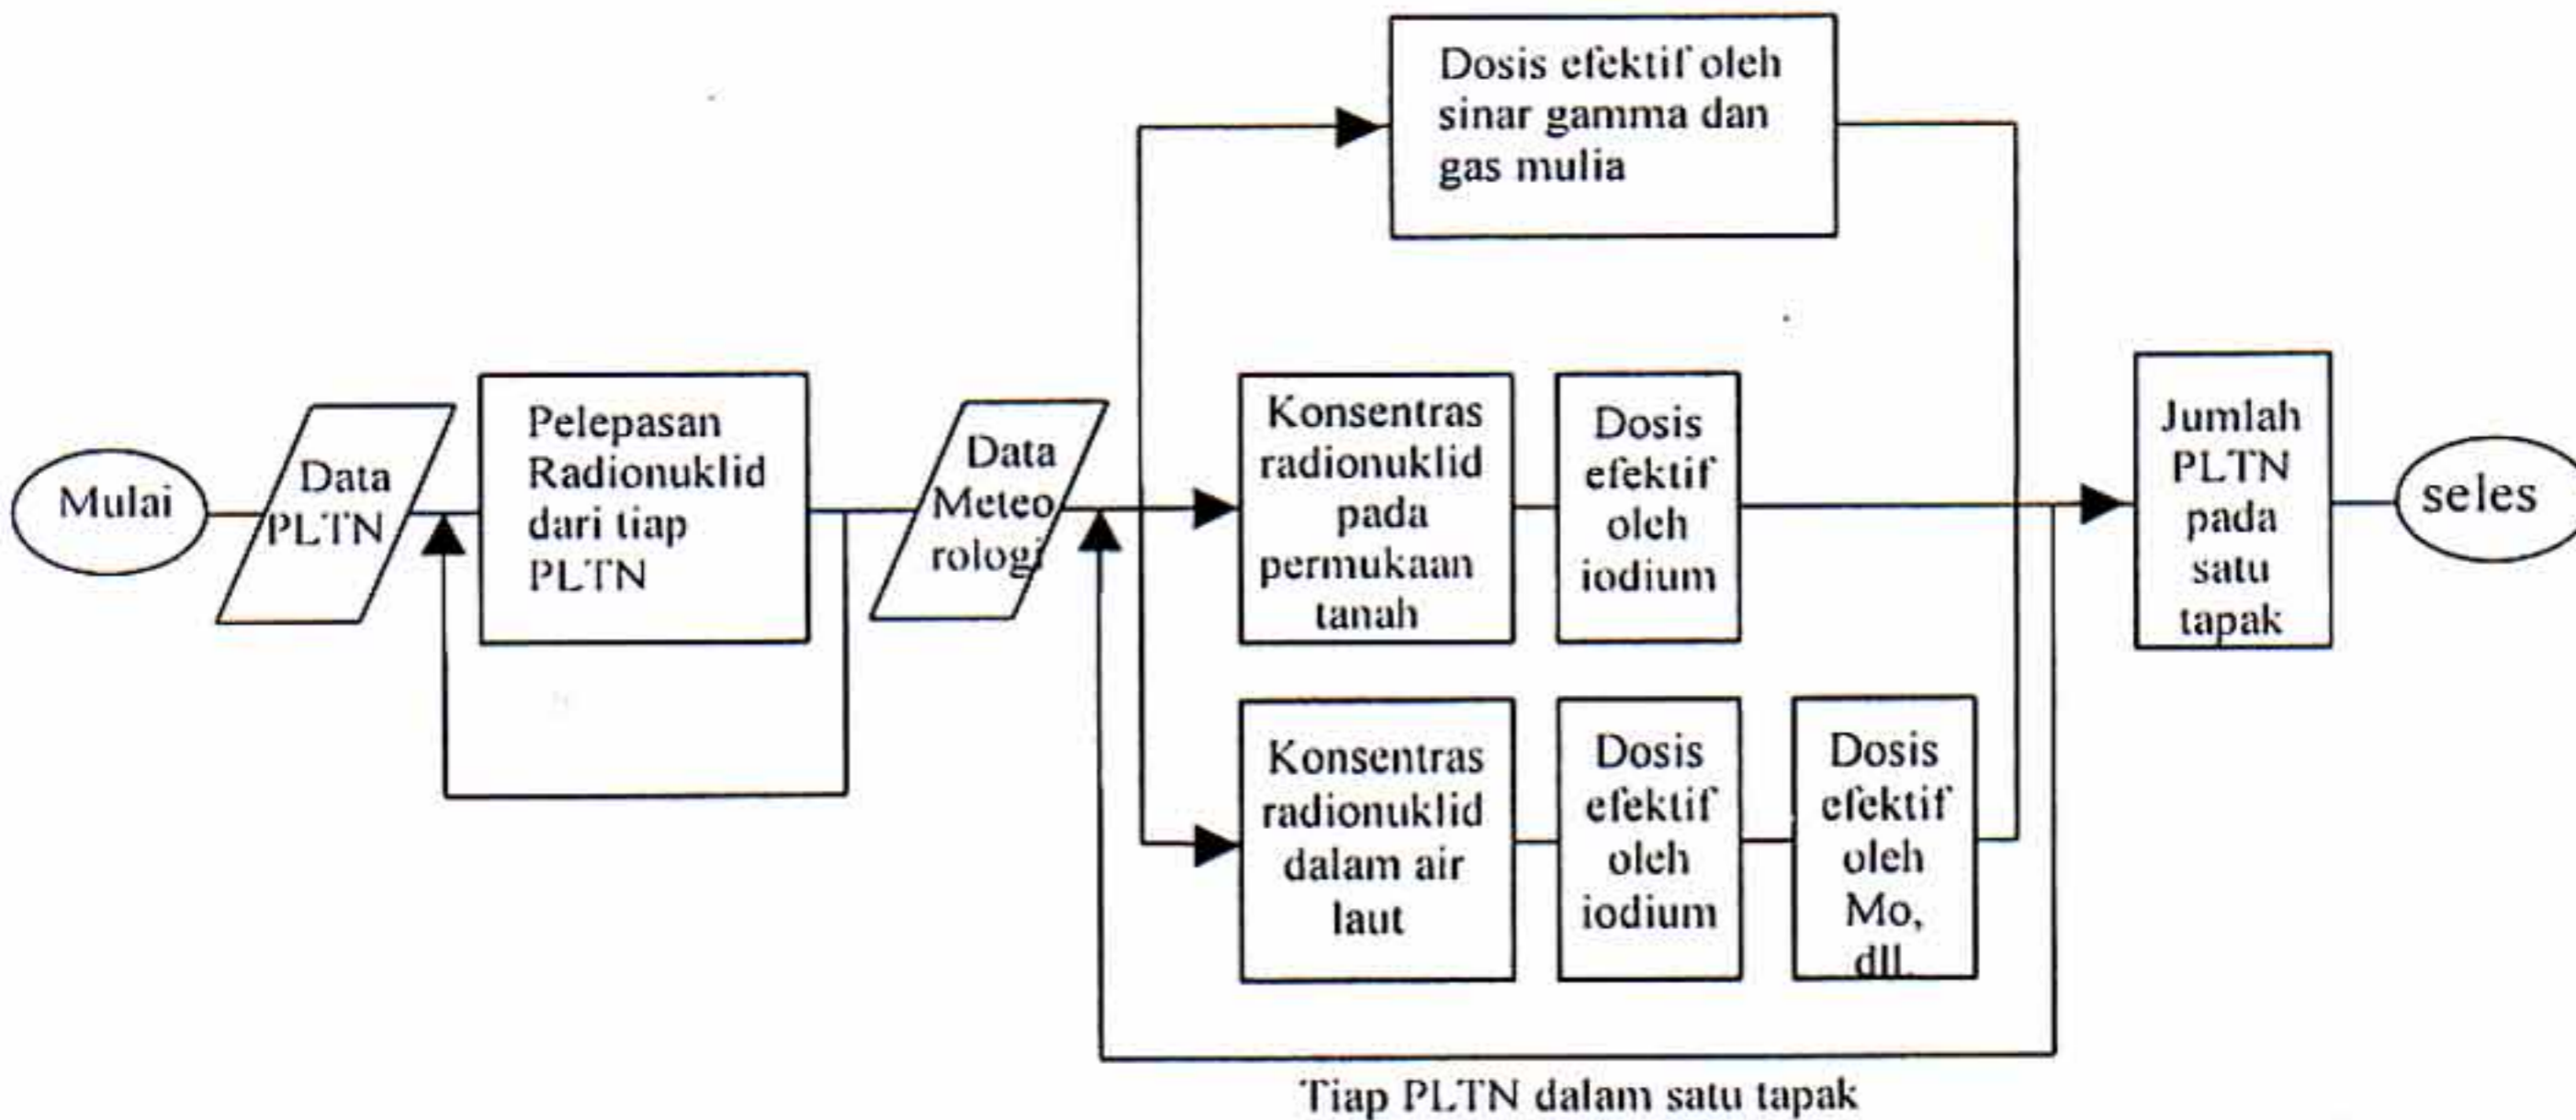 Mulai
Data
PLTN
Pelepasan
Radionuklid
dari tiap
PLTN
Data
Meteo
rologi
Dosis efektif oleh
sinar gamma dan
gas mulia
Konsentras
radionuklid
pada
permukaan
tanah
Dosis
efektif
oleh
iodium
Konsentras
radionuklid
dalam air
laut
Dosis
efektif
oleh
iodium
Dosis
efektif
oleh
Mo,
dll.
Jumlah
PLTN
pada
satu
tapak
seles
Tiap PLTN dalam satu tapak